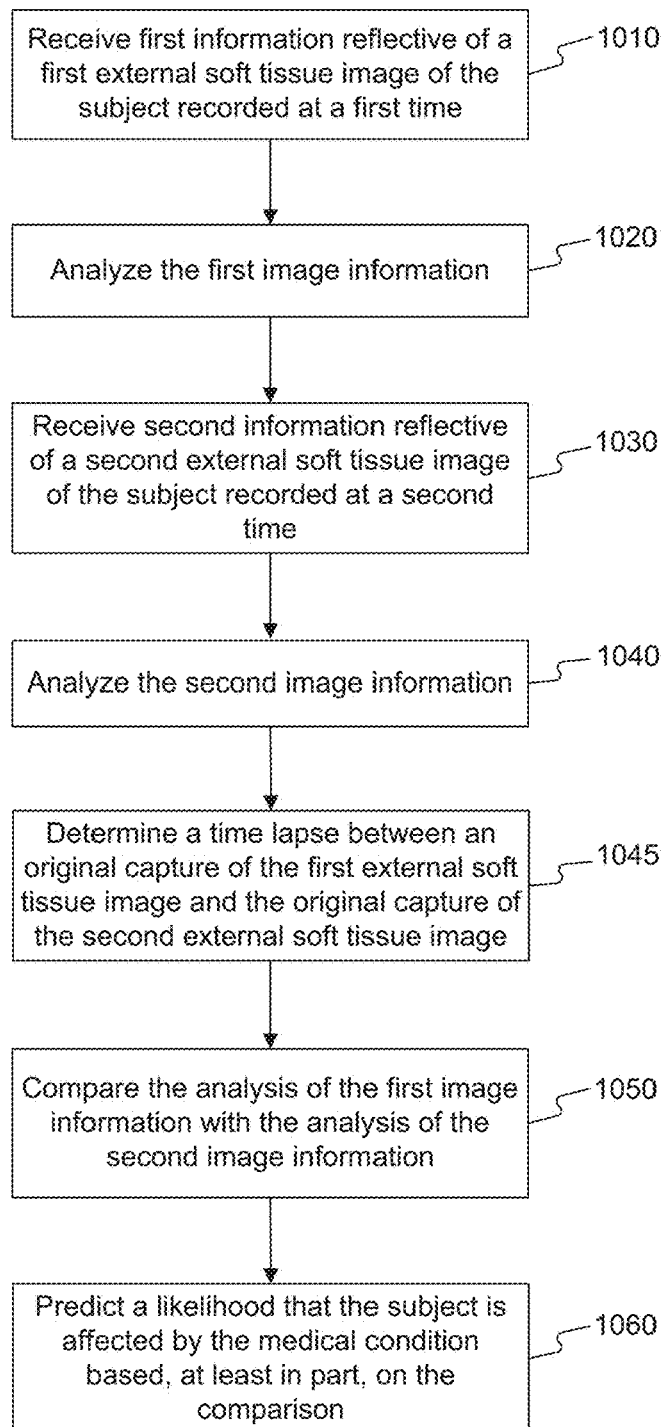 Receive first information reflective of a
first external soft tissue image of the
subject recorded at a first time
1010
Analyze the first image information
1020
Receive second information reflective
of a second external soft tissue image
of the subject recorded at a second
time
1030
Analyze the second image information
1040
Determine a time lapse between an
original capture of the first external soft
tissue image and the original capture of
the second external soft tissue image
1045
Compare the analysis of the first image
information with the analysis of the
second image information
1050
Predict a likelihood that the subject is
affected by the medical condition
based, at least in part, on the
comparison
1060